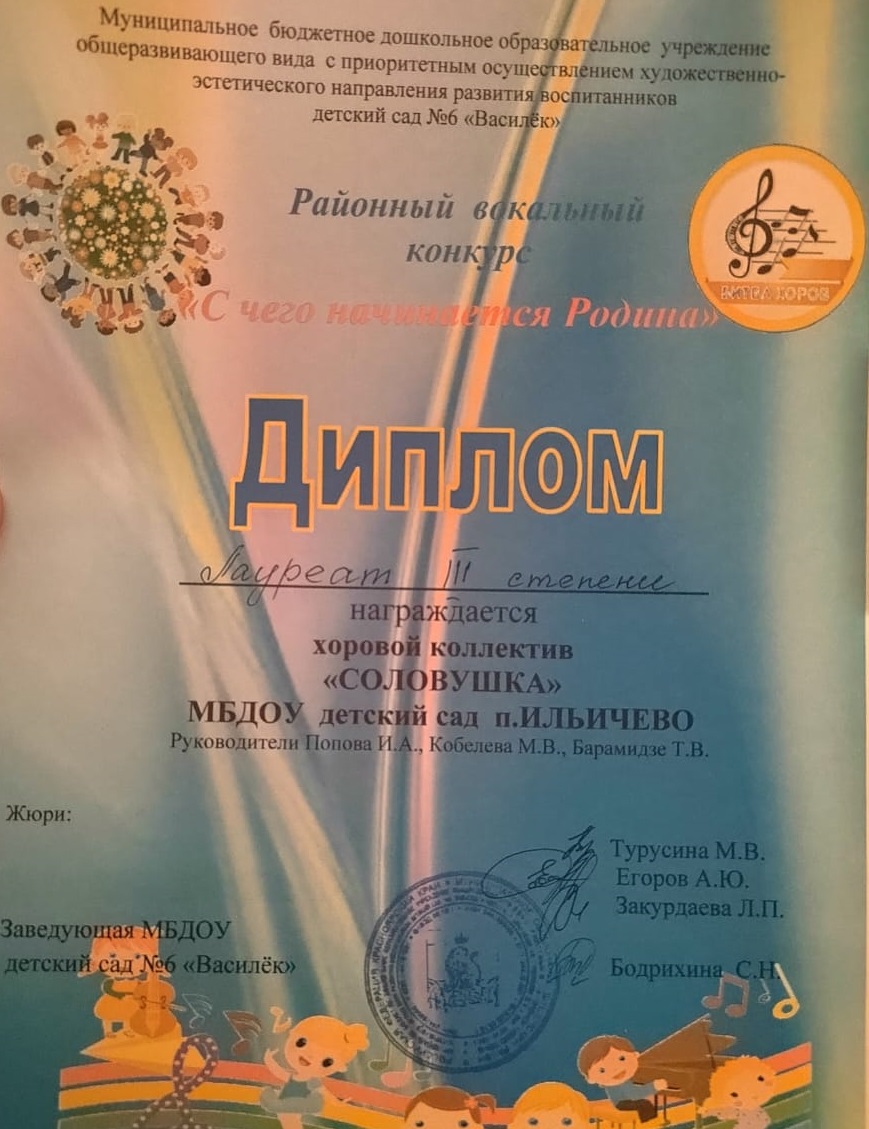 Муниципальное бюджетное дошкольное образовательное учреждение
общеразвивающего вида с приоритетным осуществлением художественно-
эстетического направления развития воспитанников
детский сад №6 «Василёк»
Районный вокальный
конкурс
«С чего начинается Родина»
БИТВА ХОРОВ
Диплом
Лауреат III степени
награждается
хоровой коллектив
«СОЛОВУШКА»
МБДОУ детский сад п.ИЛЬИЧЕВО
Руководители Попова И.А., Кобелева М.В., Барамидзе Т.В.
Жюри:
Турусина М.В.
Егоров А.Ю.
Закурдаева Л.П.
Заведующая МБДОУ
детский сад №6 «Василёк»
Бодрихина С.Н.